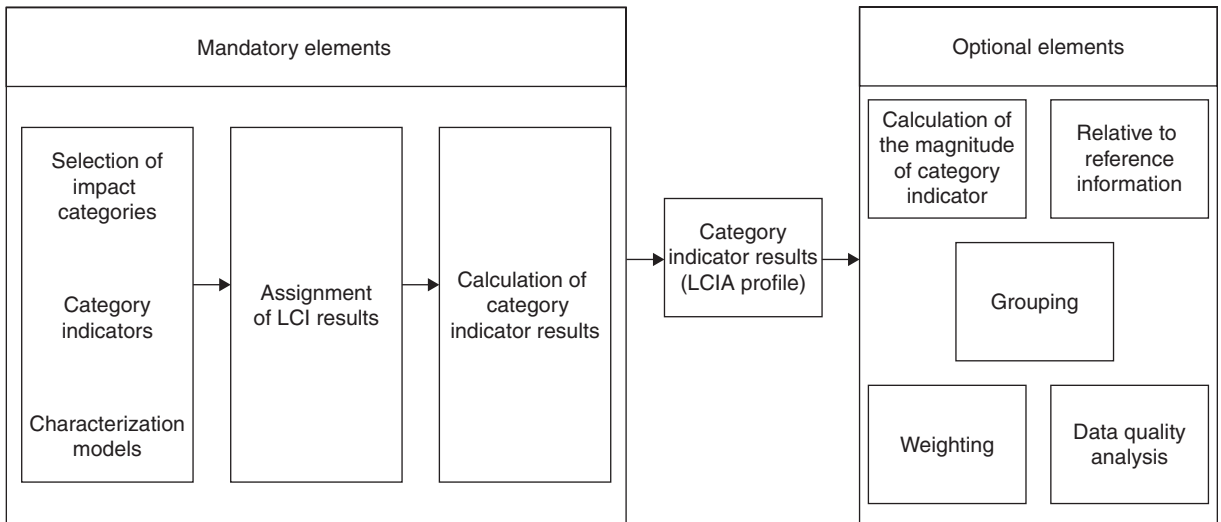 Mandatory elements
Selection of
impact
categories
Category
indicators
Characterization
models
Assignment
of LCI results
Calculation of
category
indicator results
Category
indicator results
(LCIA profile)
Optional elements
Calculation of
the magnitude
of category
indicator
Relative to
reference
information
Grouping
Weighting
Data quality
analysis